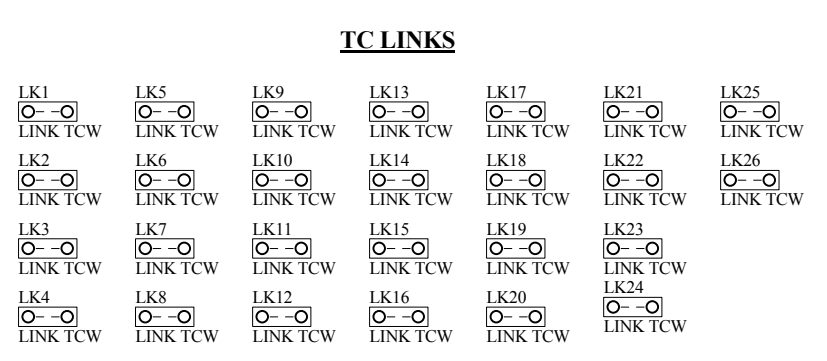 TC LINKS
LK1 LK5 LK9 LK13 LK17 LK21 LK25
LINK TCW LINK TCW LINK TCW LINK TCW LINK TCW LINK TCW LINK TCW
LK2 LK6 LK10 LK14 LK18 LK22 LK26
LINK TCW LINK TCW LINK TCW LINK TCW LINK TCW LINK TCW LINK TCW
LK3 LK7 LK11 LK15 LK19 LK23
LINK TCW LINK TCW LINK TCW LINK TCW LINK TCW LINK TCW
LK4 LK8 LK12 LK16 LK20 LK24
LINK TCW LINK TCW LINK TCW LINK TCW LINK TCW LINK TCW